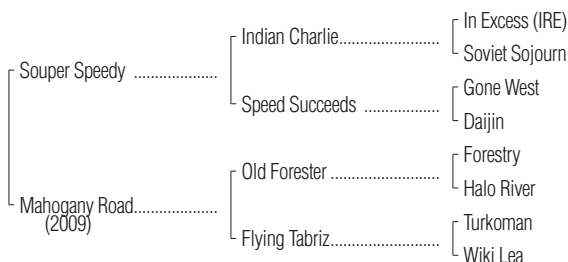 In Excess (IRE)
Indian Charlie........................
Soviet Sojourn
Souper Speedy ....................
Gone West
Speed Succeeds ..................
Daijin
Forestry
Old Forester ..........................
Halo River
Mahogany Road....................
(2009)
Turkoman
Flying Tabriz..........................
Wiki Lea